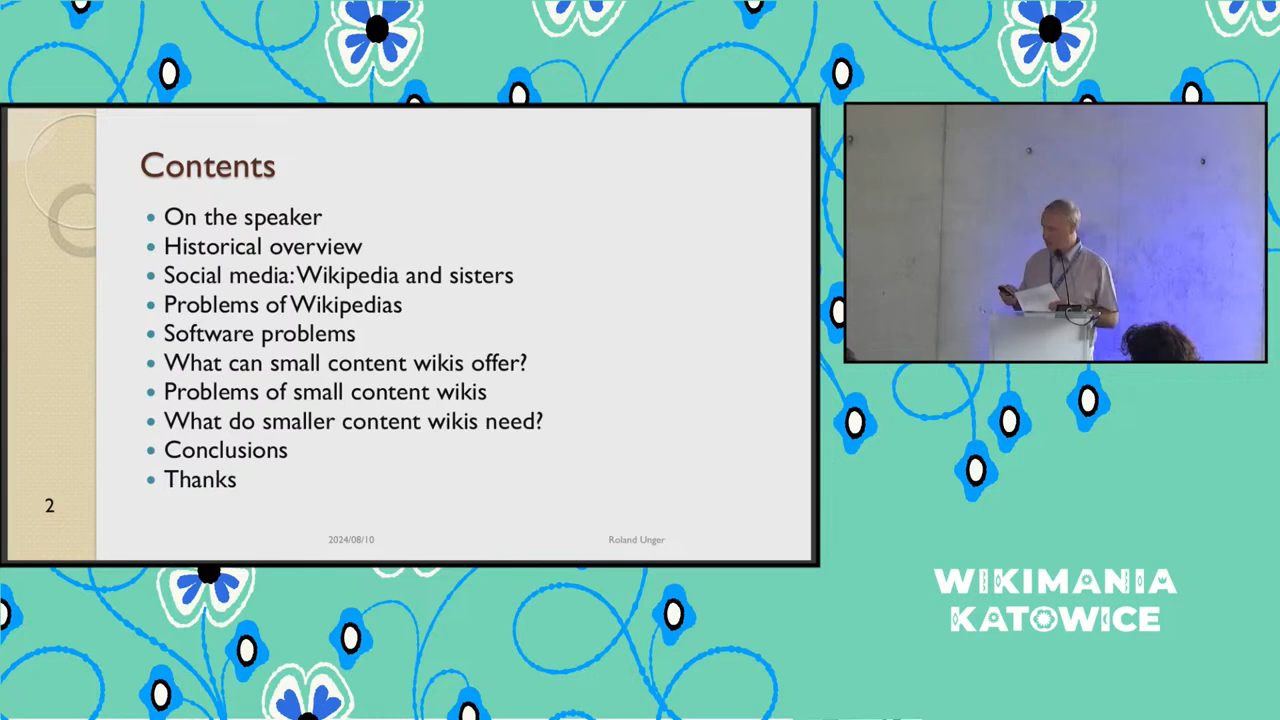 Contents
On the speaker
Historical overview
Social media: Wikipedia and sisters
Problems of Wikipedias
Software problems
What can small content wikis offer?
Problems of small content wikis
What do smaller content wikis need?
Conclusions
Thanks
2
2024/08/10
Roland Unger
WIKIMANIA
KATOWICE